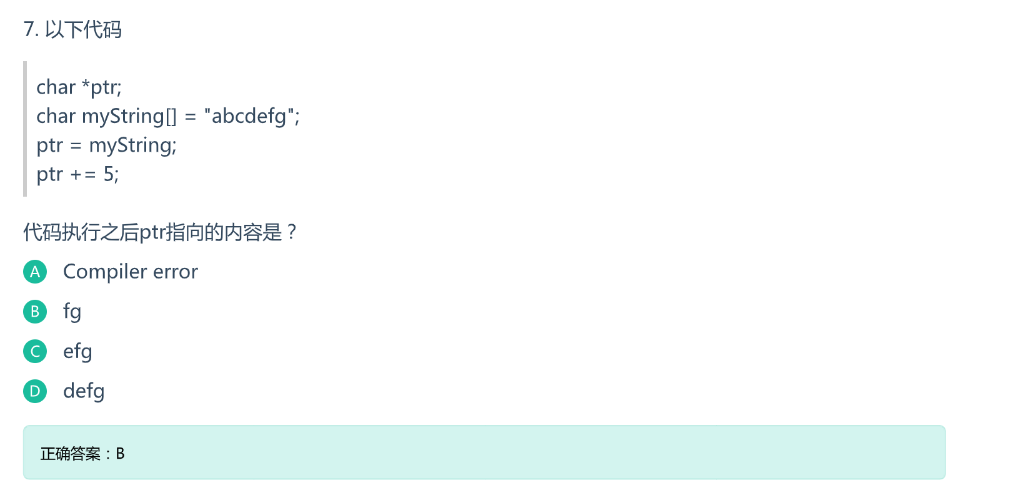 7. 以下代码
char *ptr;
char myString[] = "abcdefg";
ptr = myString;
ptr += 5;
代码执行之后ptr指向的内容是？
A Compiler error
B fg
C efg
D defg
正确答案：B